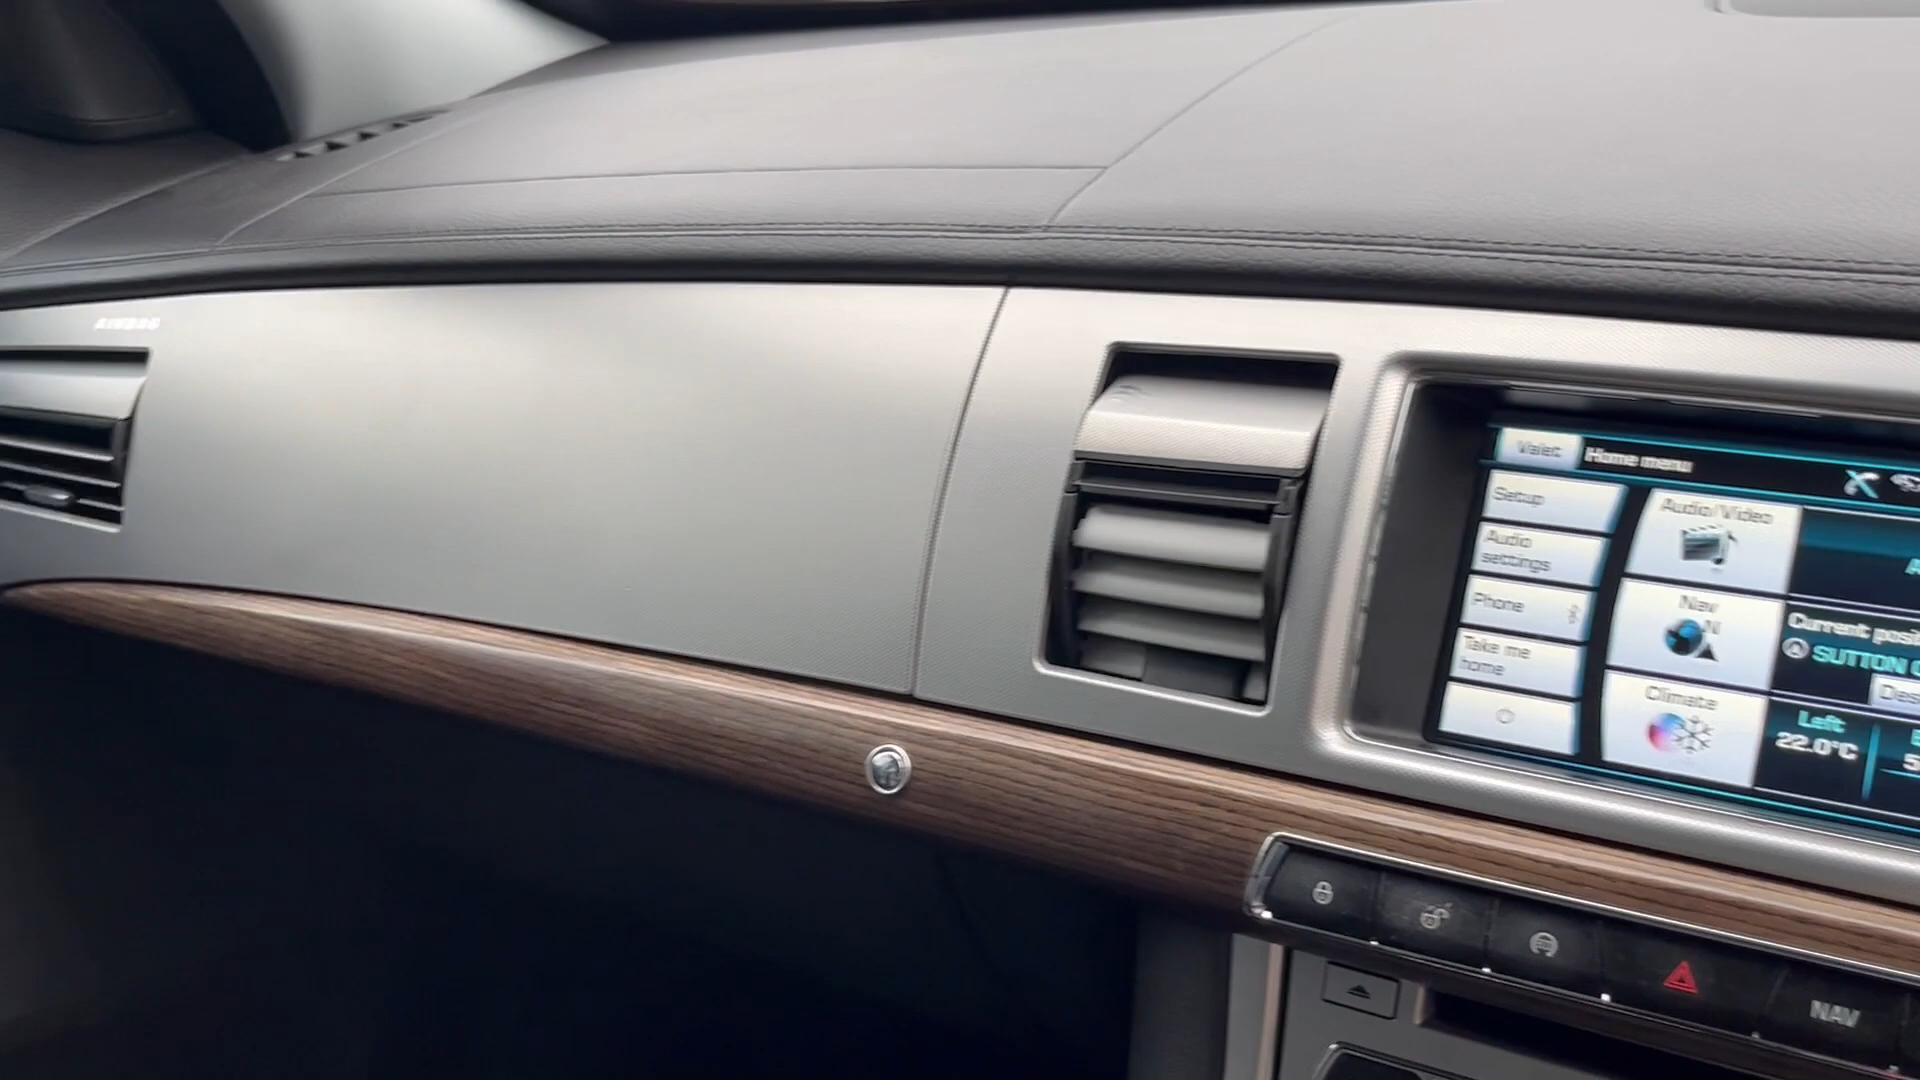 AIRBAG
Valet
Home menu
Setup
Audio
settings
Phone
Take me
home
Audio/Video
Nav
N
Climate
Current posi
SUTTON C
Des
Left
22.0°C
NAV